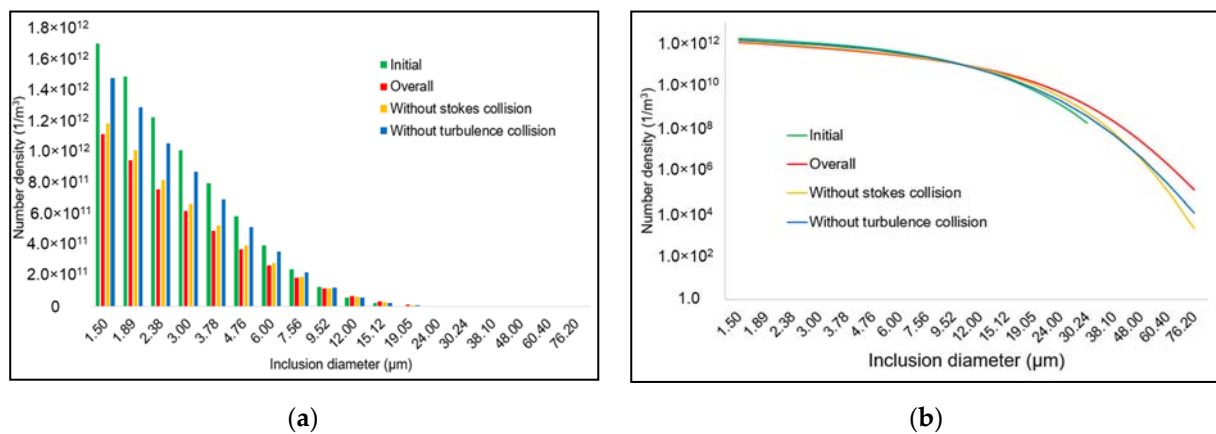 1.8×10¹²
1.6×10¹²
1.4×10¹²
1.2×10¹²
1.0×10¹²
8.0×10¹¹
6.0×10¹¹
4.0×10¹¹
2.0×10¹¹
0
Number density (1/m³)
Initial
Overall
Without stokes collision
Without turbulence collision
1.50 1.89 2.38 3.00 3.78 4.76 6.00 7.56 9.52 12.00 15.12 19.05 24.00 30.24 38.10 48.00 60.40 76.20
Inclusion diameter (μm)
(a)
1.0×10¹²
1.0×10¹⁰
1.0×10⁸
1.0×10⁶
1.0×10⁴
1.0×10²
1.0
Number density (1/m³)
Initial
Overall
Without stokes collision
Without turbulence collision
1.50 1.89 2.38 3.00 3.78 4.76 6.00 7.56 9.52 12.00 15.12 19.05 24.00 30.24 38.10 48.00 60.40 76.20
Inclusion diameter (μm)
(b)